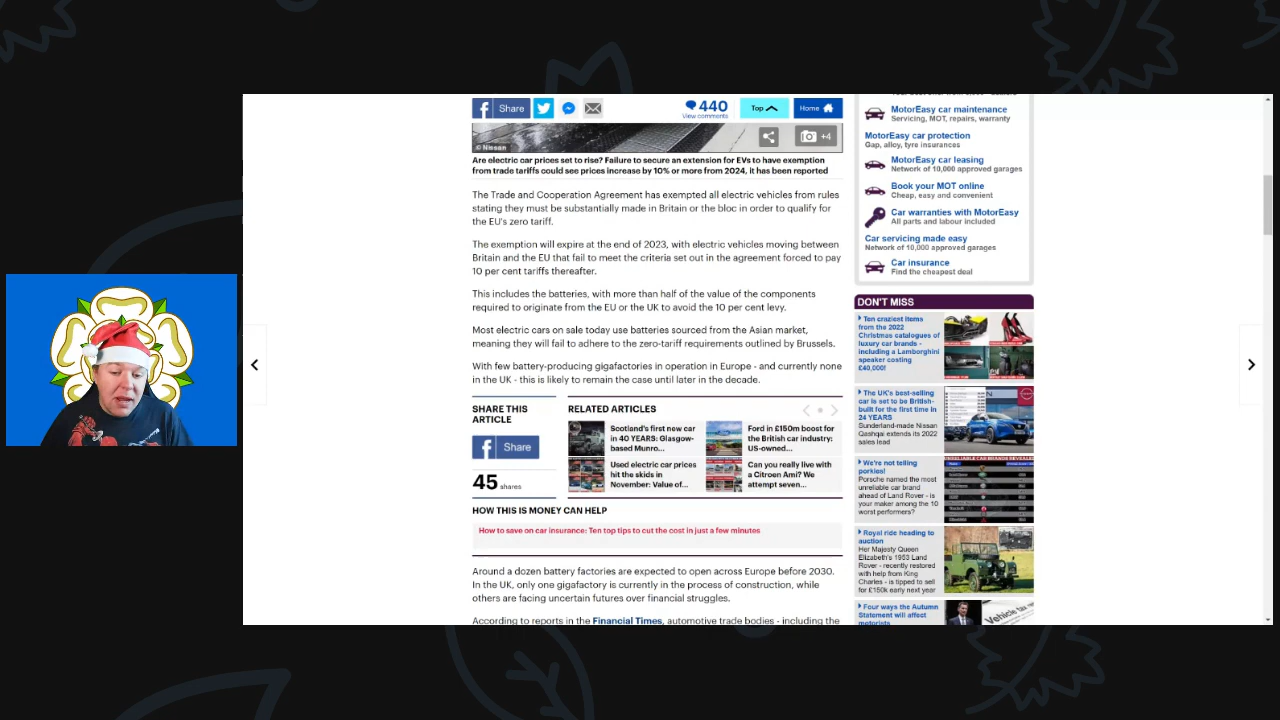 Share
440
View comments
Top
Home
© Nissan
+4
Are electric car prices set to rise? Failure to secure an extension for EVs to have exemption
from trade tariffs could see prices increase by 10% or more from 2024, it has been reported
The Trade and Cooperation Agreement has exempted all electric vehicles from rules
stating they must be substantially made in Britain or the bloc in order to qualify for
the EU's zero tariff.
The exemption will expire at the end of 2023, with electric vehicles moving between
Britain and the EU that fail to meet the criteria set out in the agreement forced to pay
10 per cent tariffs thereafter.
This includes the batteries, with more than half of the value of the components
required to originate from the EU or the UK to avoid the 10 per cent levy.
Most electric cars on sale today use batteries sourced from the Asian market,
meaning they will fail to adhere to the zero-tariff requirements outlined by Brussels.
With few battery-producing gigafactories in operation in Europe - and currently none
in the UK - this is likely to remain the case until later in the decade.
SHARE THIS
ARTICLE
Share
45 shares
RELATED ARTICLES
Scotland's first new car
in 40 YEARS: Glasgow-
based Munro...
Ford in £150m boost for
the British car industry:
US-owned...
Used electric car prices
hit the skids in
November: Value of...
Can you really live with
a Citroen Ami? We
attempt seven...
HOW THIS IS MONEY CAN HELP
How to save on car insurance: Ten top tips to cut the cost in just a few minutes
Around a dozen battery factories are expected to open across Europe before 2030.
In the UK, only one gigafactory is currently in the process of construction, while
others are facing uncertain futures over financial struggles.
According to reports in the Financial Times, automotive trade bodies - including the
MotorEasy car maintenance
Servicing, MOT, repairs, warranty
MotorEasy car protection
Gap, alloy, tyre insurances
MotorEasy car leasing
Network of 10,000 approved garages
Book your MOT online
Cheap, easy and convenient
Car warranties with MotorEasy
All parts and labour included
Car servicing made easy
Network of 10,000 approved garages
Car insurance
Find the cheapest deal
DON'T MISS
Ten craziest items
from the 2022
Christmas catalogues of
luxury car brands -
including a Lamborghini
speaker costing
£40,000!
The UK's best-selling
car is set to be British-
built for the first time in
24 YEARS
Sunderland-made Nissan
Qashqai extends its 2022
sales lead
We're not telling
porkies!
Porsche named the most
unreliable car brand
ahead of Land Rover - is
your maker among the 10
worst performers?
Royal ride heading to
auction
Her Majesty Queen
Elizabeth's 1953 Land
Rover - recently restored
with help from King
Charles - is tipped to sell
for £150k early next year
Four ways the Autumn
Statement will affect
motorists
Vehicle tax